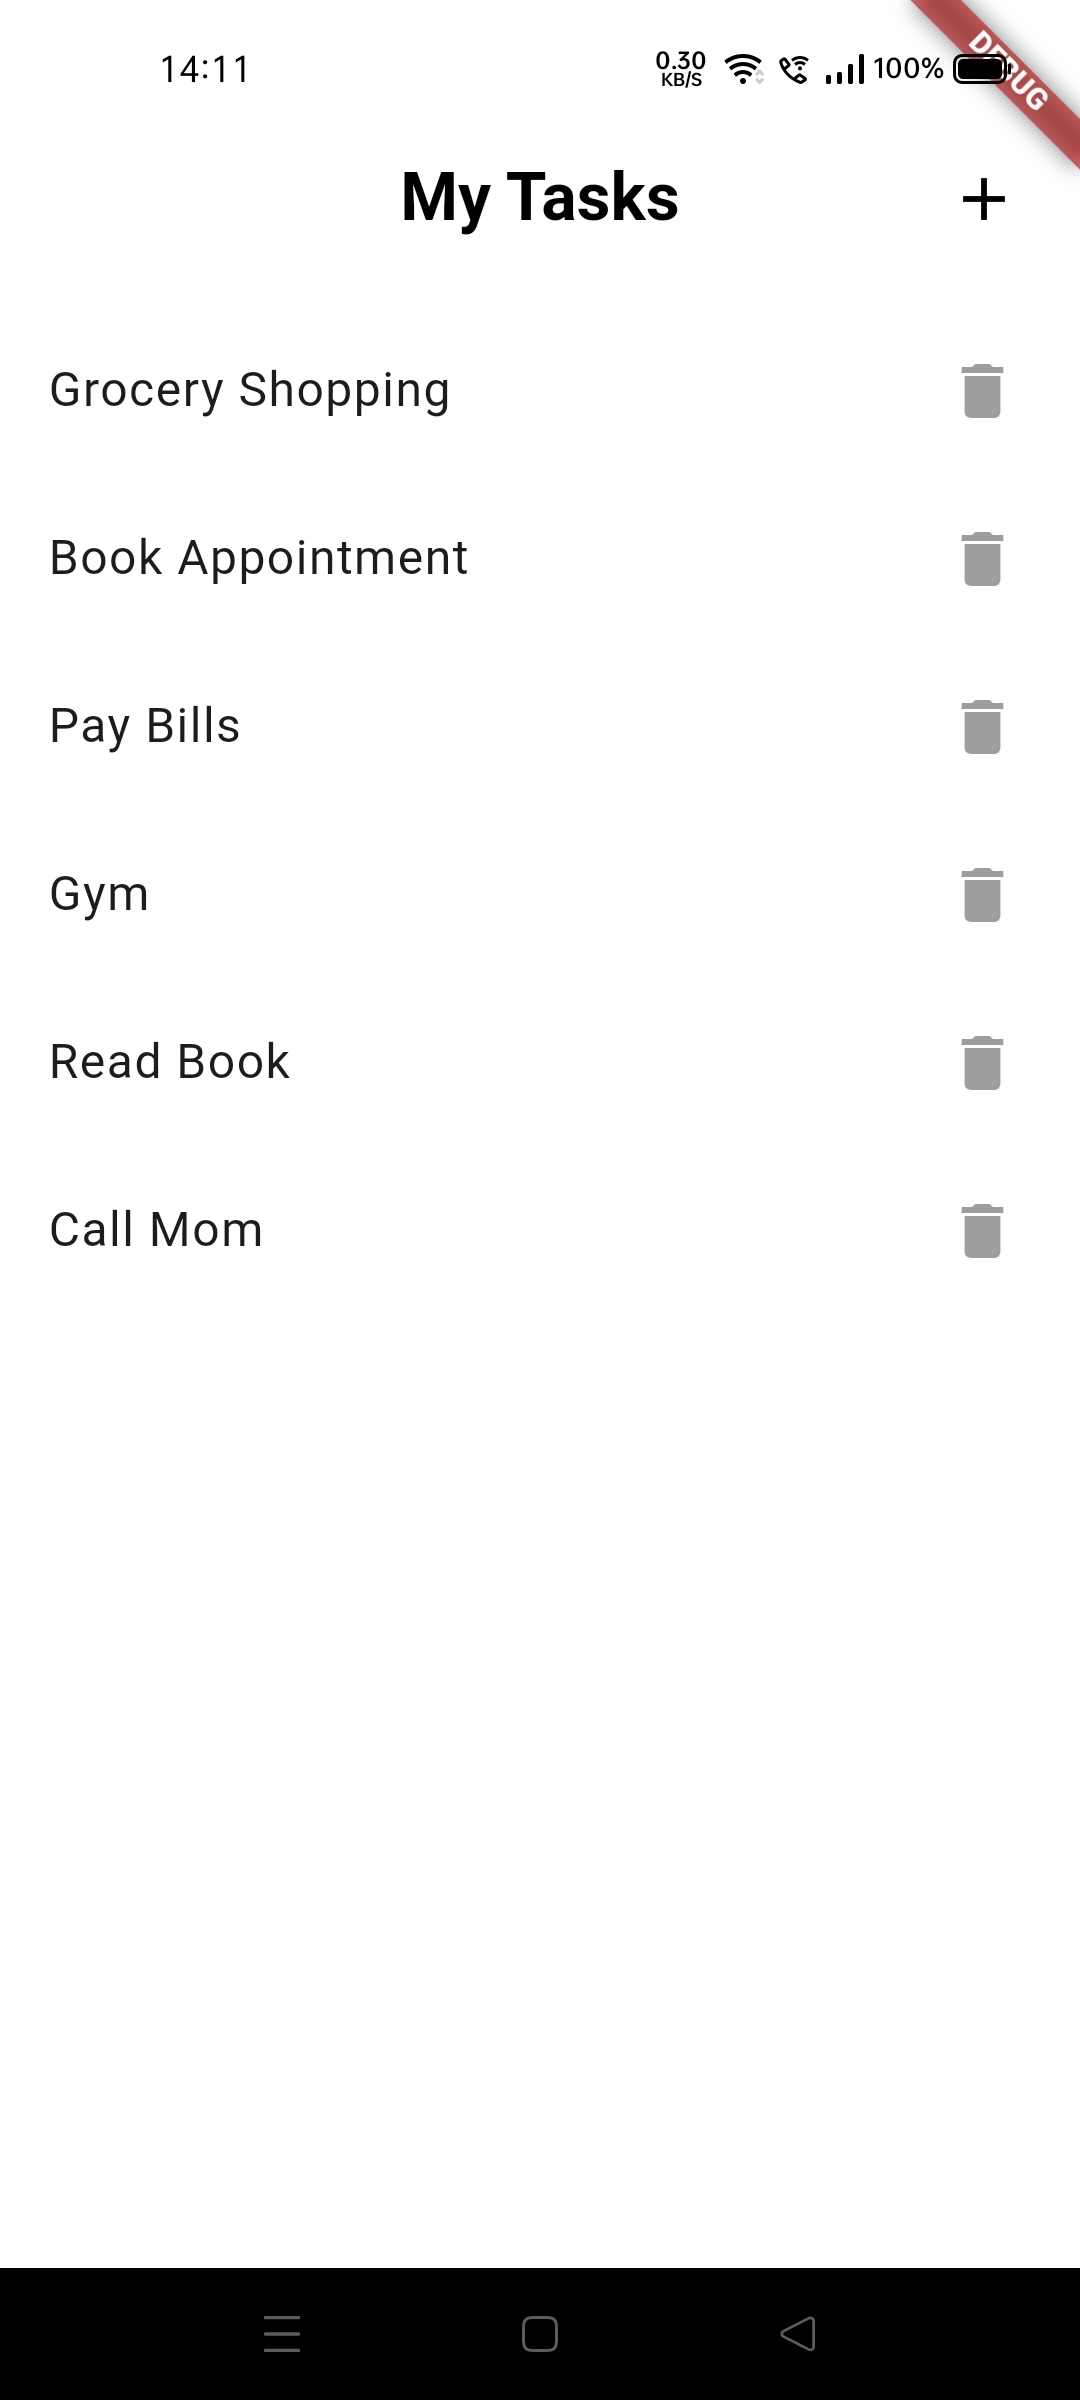 14:11
0.30
KB/S
100%
DEBUG
My Tasks
Grocery Shopping
Book Appointment
Pay Bills
Gym
Read Book
Call Mom